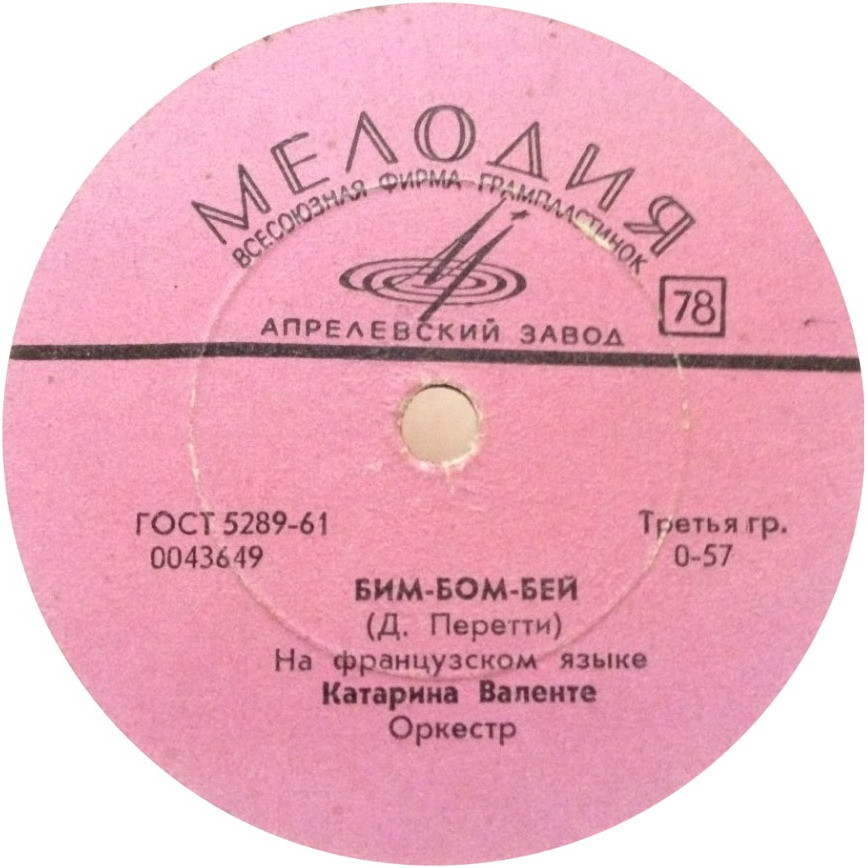 МЕЛОДИЯ
ВСЕСОЮЗНАЯ ФИРМА ГРАМПЛАСТИНОК
78
АПРЕЛЕВСКИЙ ЗАВОД
ГОСТ 5289-61
Третья гр.
0043649
0-57
БИМ-БОМ-БЕЙ
(Д. Перетти)
На французском языке
Катарина Валенте
Оркестр